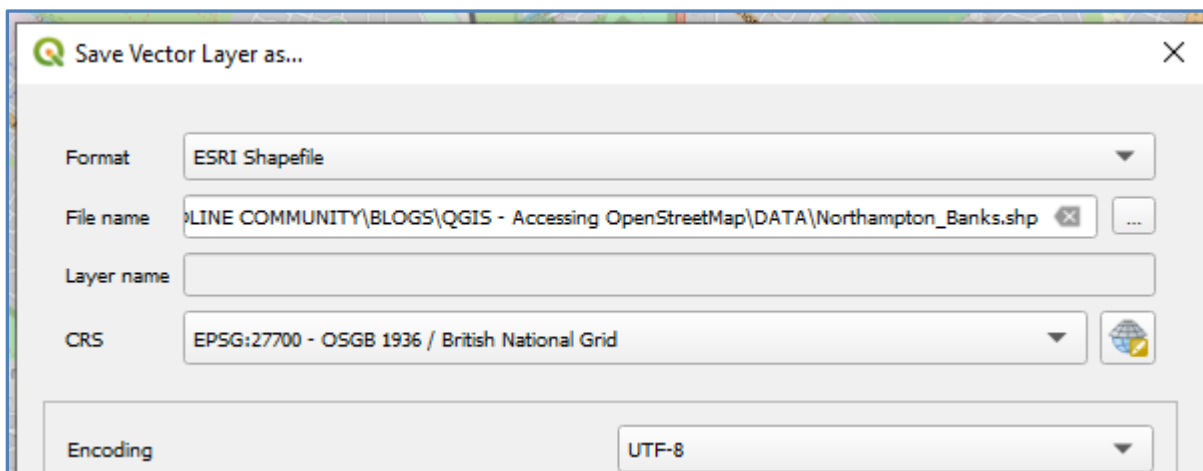 Save Vector Layer as...
Format ESRI Shapefile
File name LINE COMMUNITY\BLOGS\QGIS - Accessing OpenStreetMap\DATA\Northampton_Banks.shp ...
Layer name
CRS EPSG:27700 - OSGB 1936 / British National Grid
Encoding UTF-8